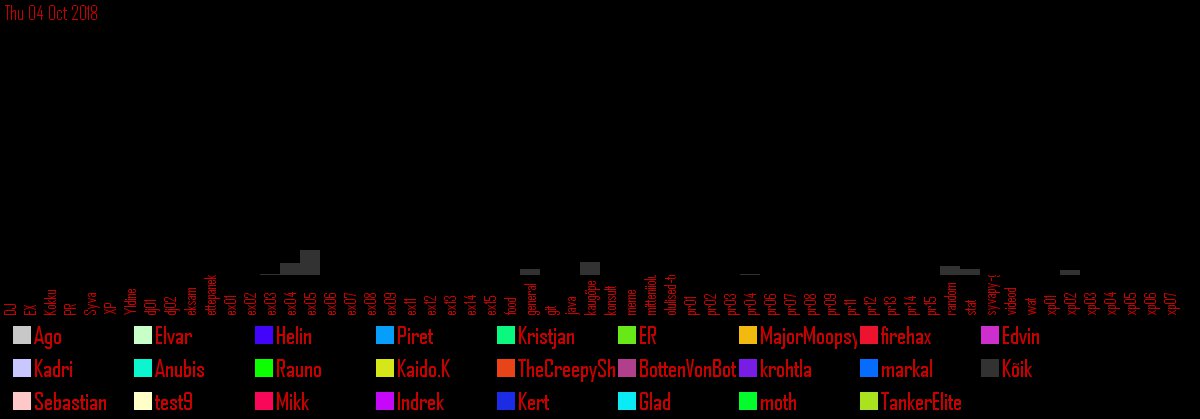 Thu 04 Oct 2018
DJ EX Kokku PR Syva XP Yldine dj01 dj02 eksam ettepanek ex01 ex02 ex03 ex04 ex05 ex06 ex07 ex08 ex09 ex11 ex12 ex13 ex14 ex15 food general git java kaugõpe konsult meme mitteriiuli. olulised-t pr01 pr02 pr03 pr04 pr06 pr07 pr08 pr09 pr11 pr12 pr13 pr14 pr15 random stat syvapy-õ videod wat xp01 xp02 xp03 xp04 xp05 xp06 xp07
Ago Elvar Helin Piret Kristjan ER MajorMoopsy firehax Edvin
Kadri Anubis Rauno Kaido.K TheCreepySh BottenVonBot krohtla markal Kõik
Sebastian test9 Mikk Indrek Kert Glad moth TankerElite